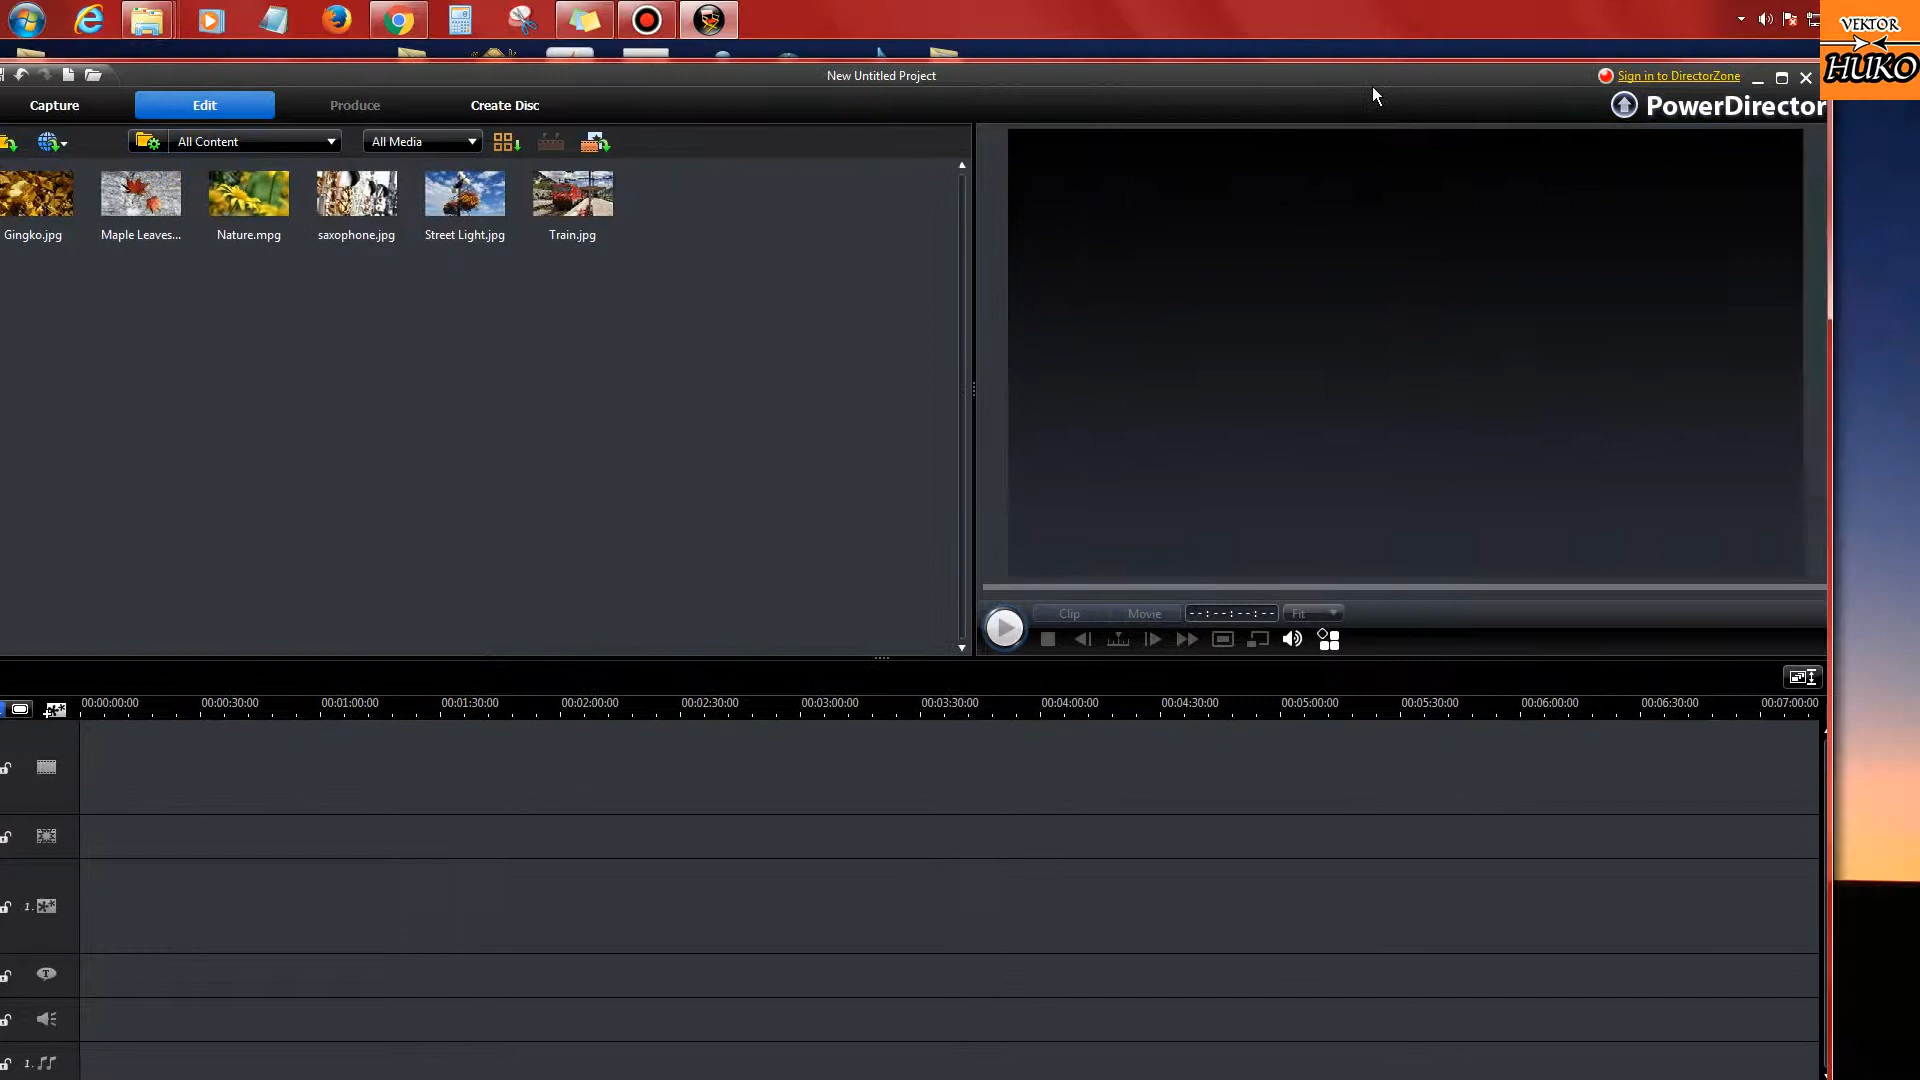 VEKTOR
HUKO
New Untitled Project
Sign in to DirectorZone
Capture
Edit
Produce
Create Disc
PowerDirector
All Content
All Media
Gingko.jpg
Maple Leaves...
Nature.mpg
saxophone.jpg
Street Light.jpg
Train.jpg
Clip
Movie
--:--:--:--
Fit
00:00:00:00
00:00:30:00
00:01:00:00
00:01:30:00
00:02:00:00
00:02:30:00
00:03:00:00
00:03:30:00
00:04:00:00
00:04:30:00
00:05:00:00
00:05:30:00
00:06:00:00
00:06:30:00
00:07:00:00
1.
T
1.